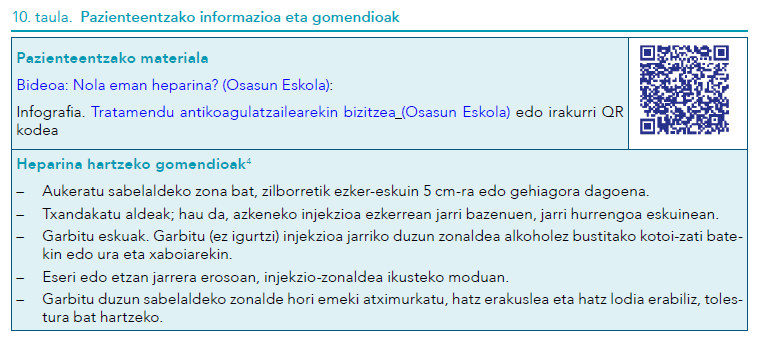 10. taula. Pazienteentzako informazioa eta gomendioak
Pazienteentzako materiala
Bideoa: Nola eman heparina? (Osasun Eskola):
Infografia. Tratamendu antikoagulatzailearekin bizitzea (Osasun Eskola) edo irakurri QR
kodea
Heparina hartzeko gomendioak4
– Aukeratu sabelaldeko zona bat, zilborretik ezker-eskuin 5 cm-ra edo gehiagora dagoena.
– Txandakatu aldeak; hau da, azkeneko injekzioa ezkerrean jarri bazenuen, jarri hurrengoa eskuinean.
– Garbitu eskuak. Garbitu (ez igurtzi) injekzioa jarriko duzun zonaldea alkoholez bustitako kotoi-zati bate-
kin edo ura eta xaboiarekin.
– Eseri edo etzan jarrera erosoan, injekzio-zonaldea ikusteko moduan.
– Garbitu duzun sabelaldeko zonalde hori emeki atximurkatu, hatz erakuslea eta hatz lodia erabiliz, toles-
tura bat hartzeko.